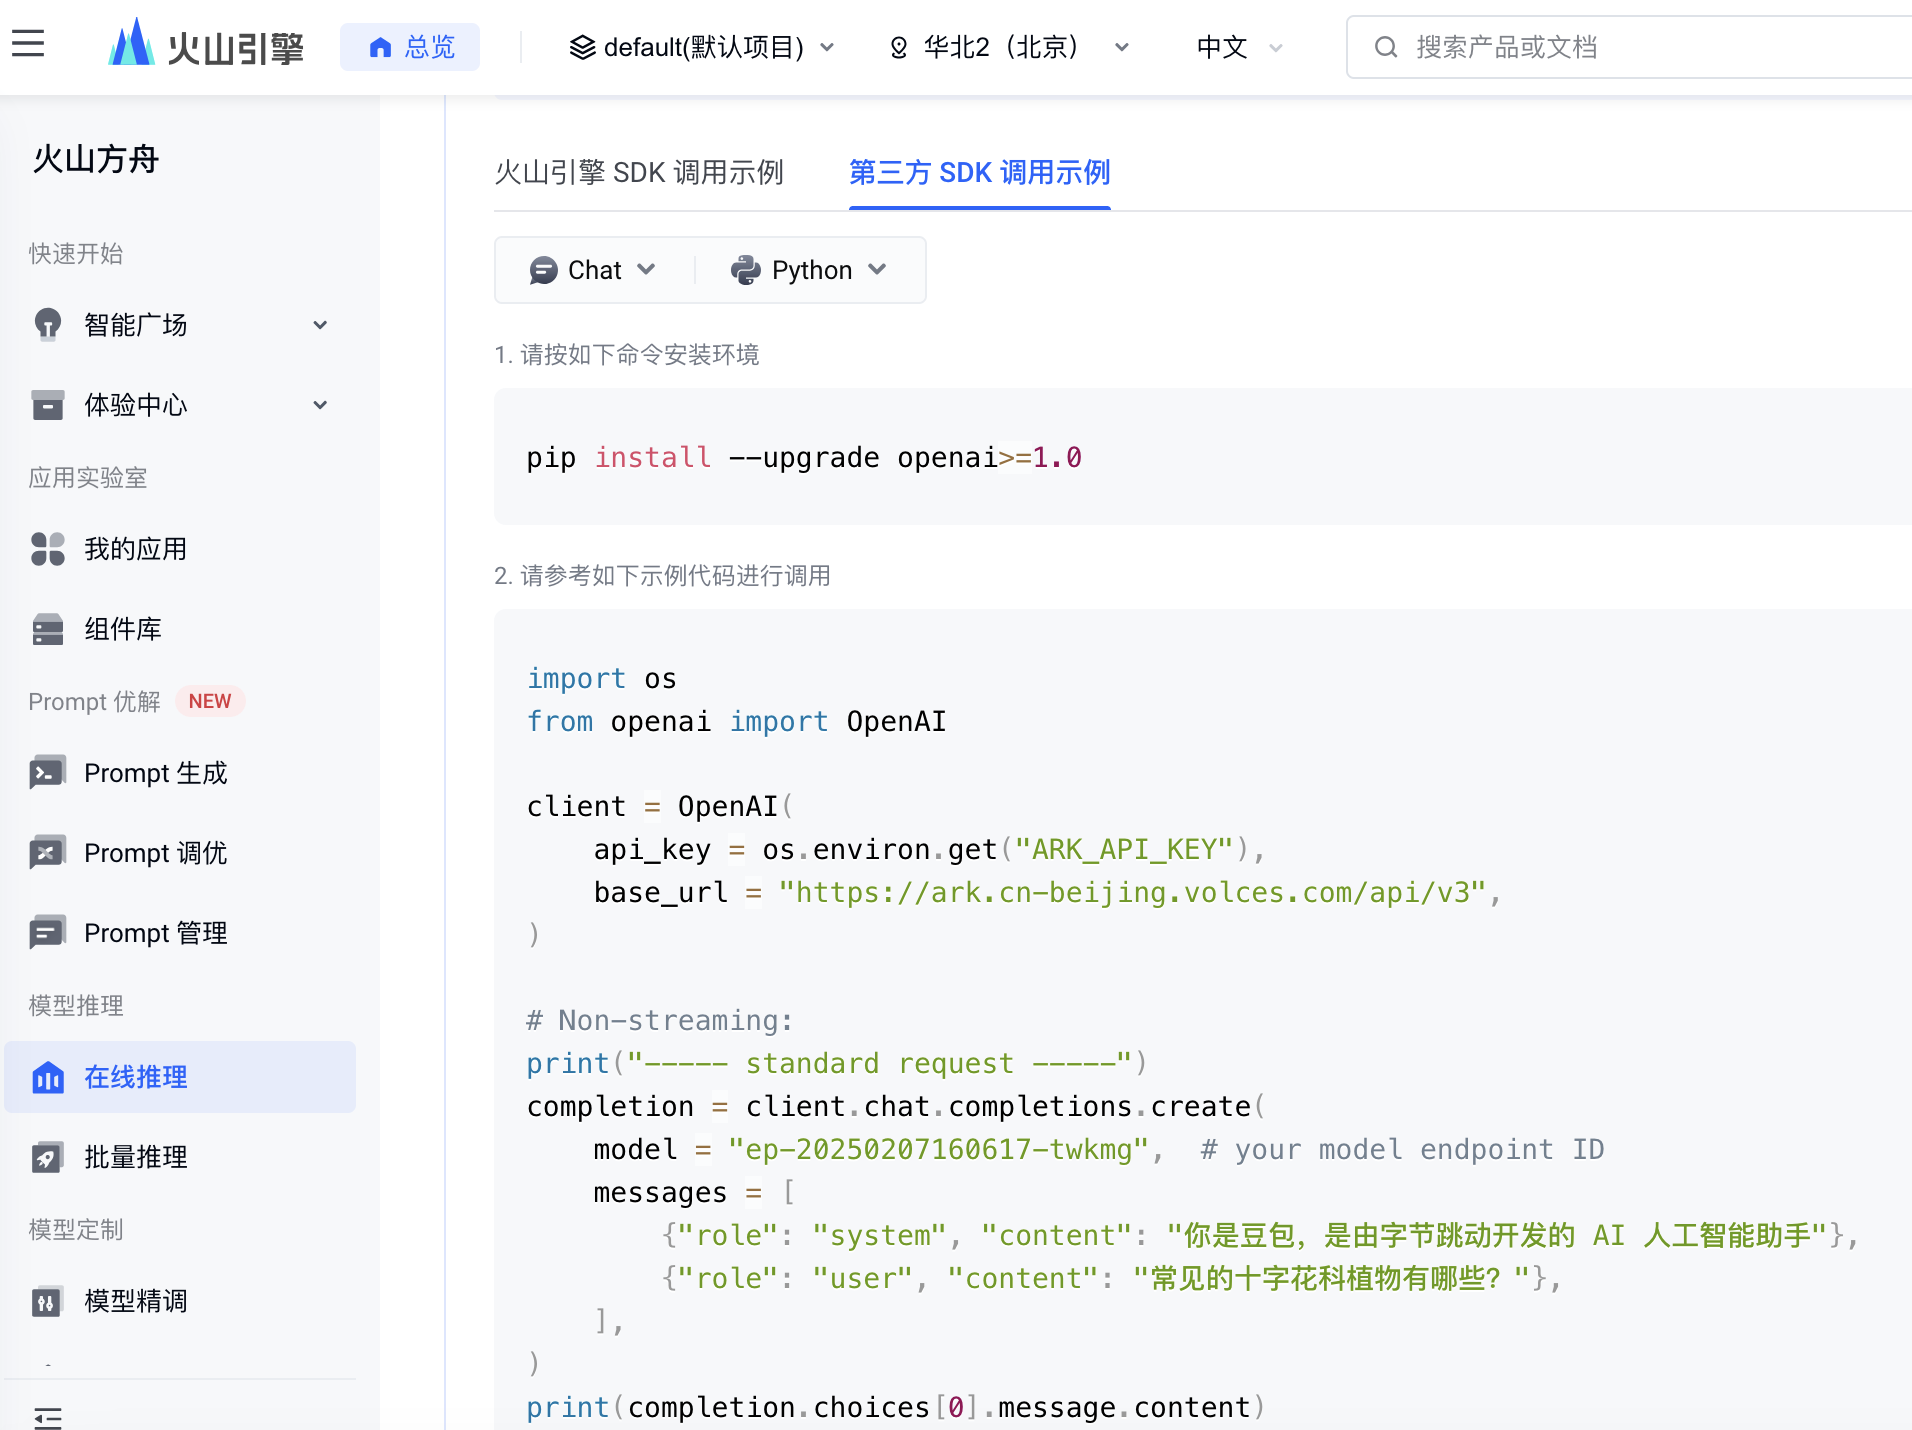 火山引擎 总览 default(默认项目) 华北2（北京） 中文 搜索产品或文档
火山方舟
快速开始
智能广场
体验中心
应用实验室
我的应用
组件库
Prompt 优解 NEW
Prompt 生成
Prompt 调优
Prompt 管理
模型推理
在线推理
批量推理
模型定制
模型精调
火山引擎 SDK 调用示例 第三方 SDK 调用示例
Chat Python
1. 请按如下命令安装环境
pip install --upgrade openai>=1.0
2. 请参考如下示例代码进行调用
import os
from openai import OpenAI
client = OpenAI(
    api_key = os.environ.get("ARK_API_KEY"),
    base_url = "https://ark.cn-beijing.volces.com/api/v3",
)
# Non-streaming:
print("----- standard request -----")
completion = client.chat.completions.create(
    model = "ep-20250207160617-twkmg",  # your model endpoint ID
    messages = [
        {"role": "system", "content": "你是豆包，是由字节跳动开发的 AI 人工智能助手"},
        {"role": "user", "content": "常见的十字花科植物有哪些？"},
    ],
)
print(completion.choices[0].message.content)